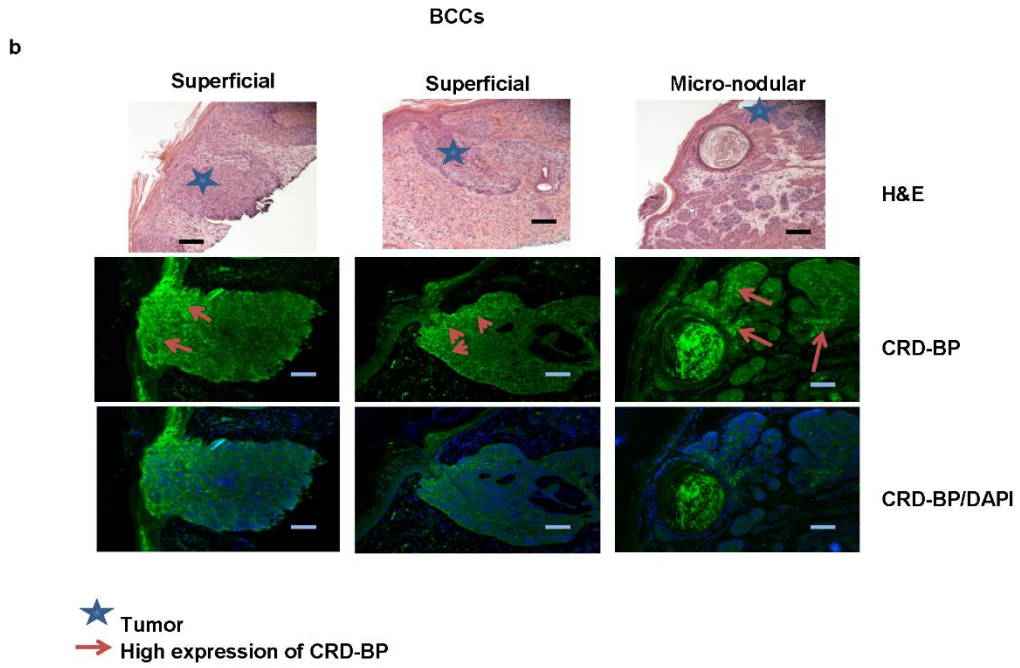 BCCs
b
Superficial
Superficial
Micro-nodular
H&E
CRD-BP
CRD-BP/DAPI
Tumor
High expression of CRD-BP